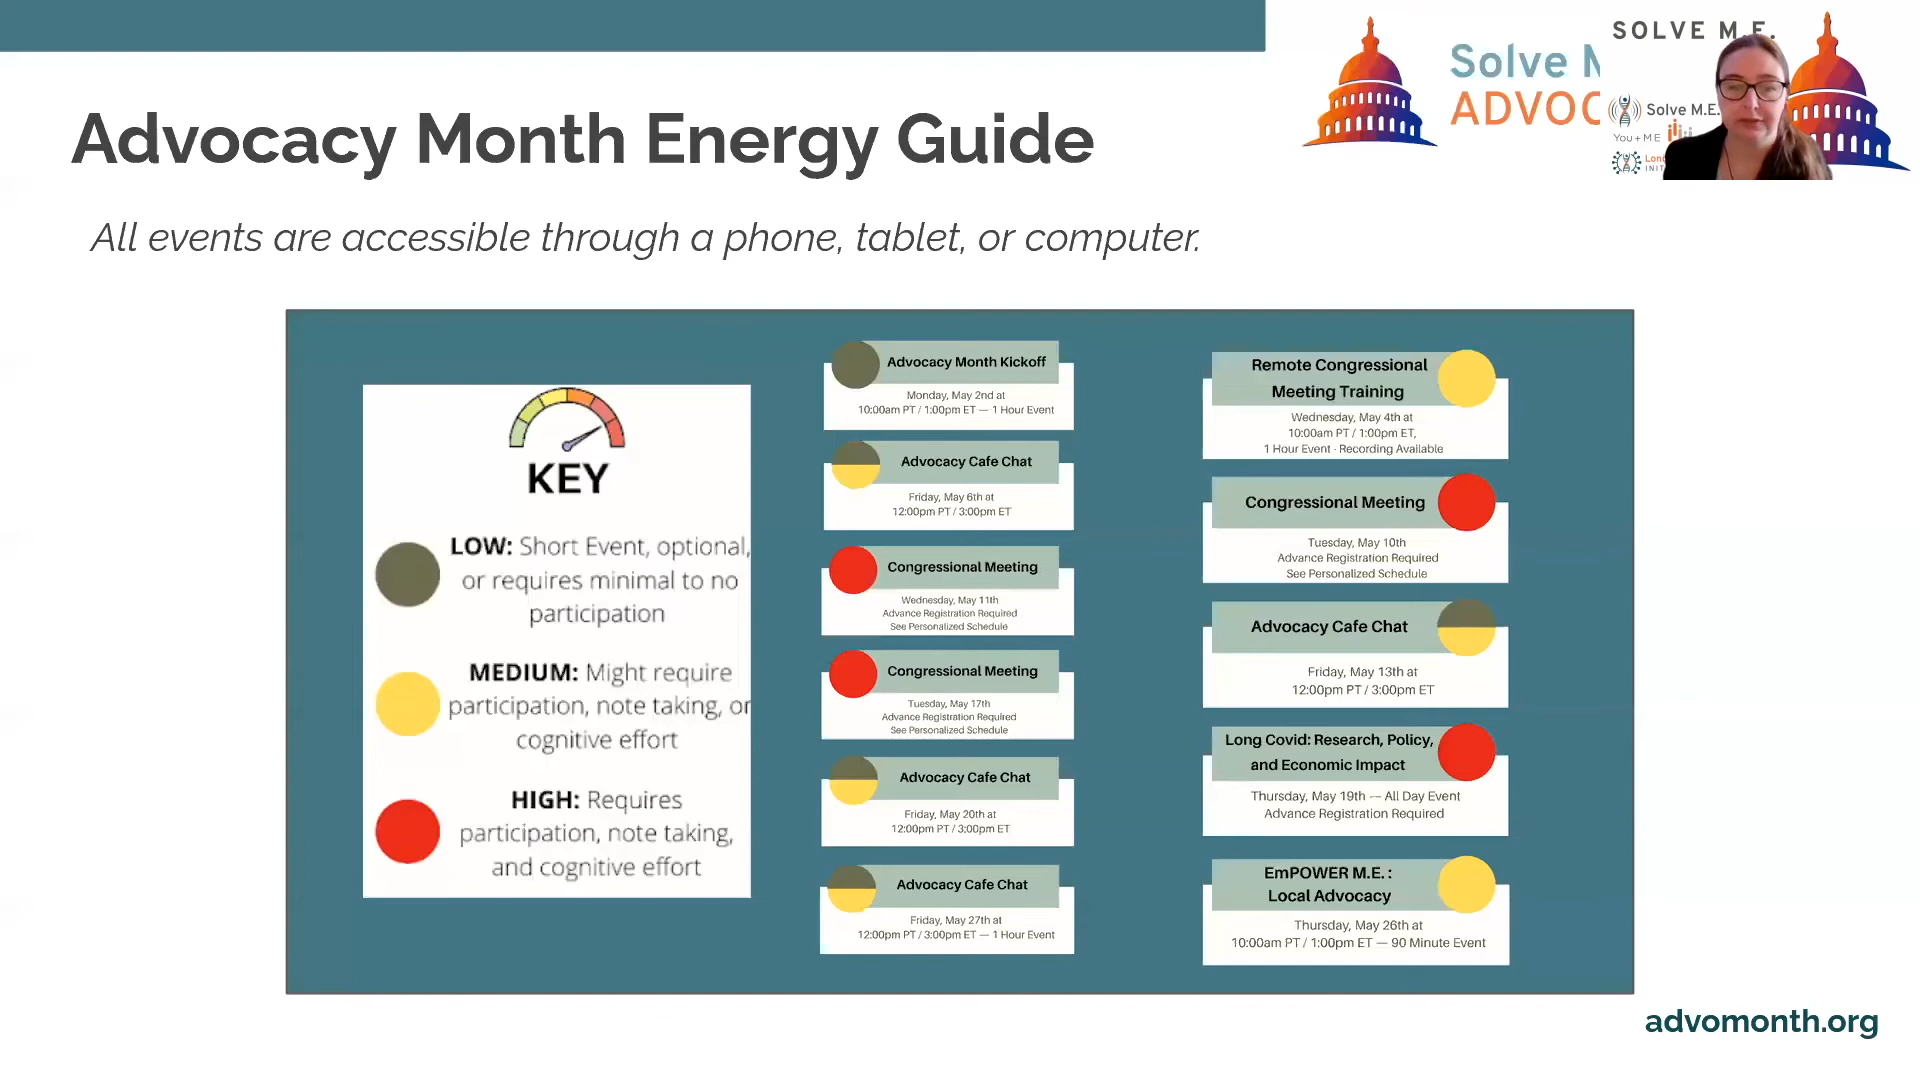 Solve
ADVOC
SOLVE M.E.
Solve M.E.
You+ME
Advocacy Month Energy Guide
All events are accessible through a phone, tablet, or computer.
KEY
LOW: Short Event, optional,
or requires minimal to no
participation
MEDIUM: Might require
participation, note taking, or
cognitive effort
HIGH: Requires
participation, note taking,
and cognitive effort
Advocacy Month Kickoff
Monday, May 2nd at
10:00am PT / 1:00pm ET — 1 Hour Event
Advocacy Cafe Chat
Friday, May 6th at
12:00pm PT / 3:00pm ET
Congressional Meeting
Wednesday, May 11th
Advance Registration Required
See Personalized Schedule
Congressional Meeting
Tuesday, May 17th
Advance Registration Required
See Personalized Schedule
Advocacy Cafe Chat
Friday, May 20th at
12:00pm PT / 3:00pm ET
Advocacy Cafe Chat
Friday, May 27th at
12:00pm PT / 3:00pm ET — 1 Hour Event
Remote Congressional
Meeting Training
Wednesday, May 4th at
10:00am PT / 1:00pm ET,
1 Hour Event · Recording Available
Congressional Meeting
Tuesday, May 10th
Advance Registration Required
See Personalized Schedule
Advocacy Cafe Chat
Friday, May 13th at
12:00pm PT / 3:00pm ET
Long Covid: Research, Policy,
and Economic Impact
Thursday, May 19th -– All Day Event
Advance Registration Required
EmPOWER M.E. :
Local Advocacy
Thursday, May 26th at
10:00am PT / 1:00pm ET — 90 Minute Event
advomonth.org